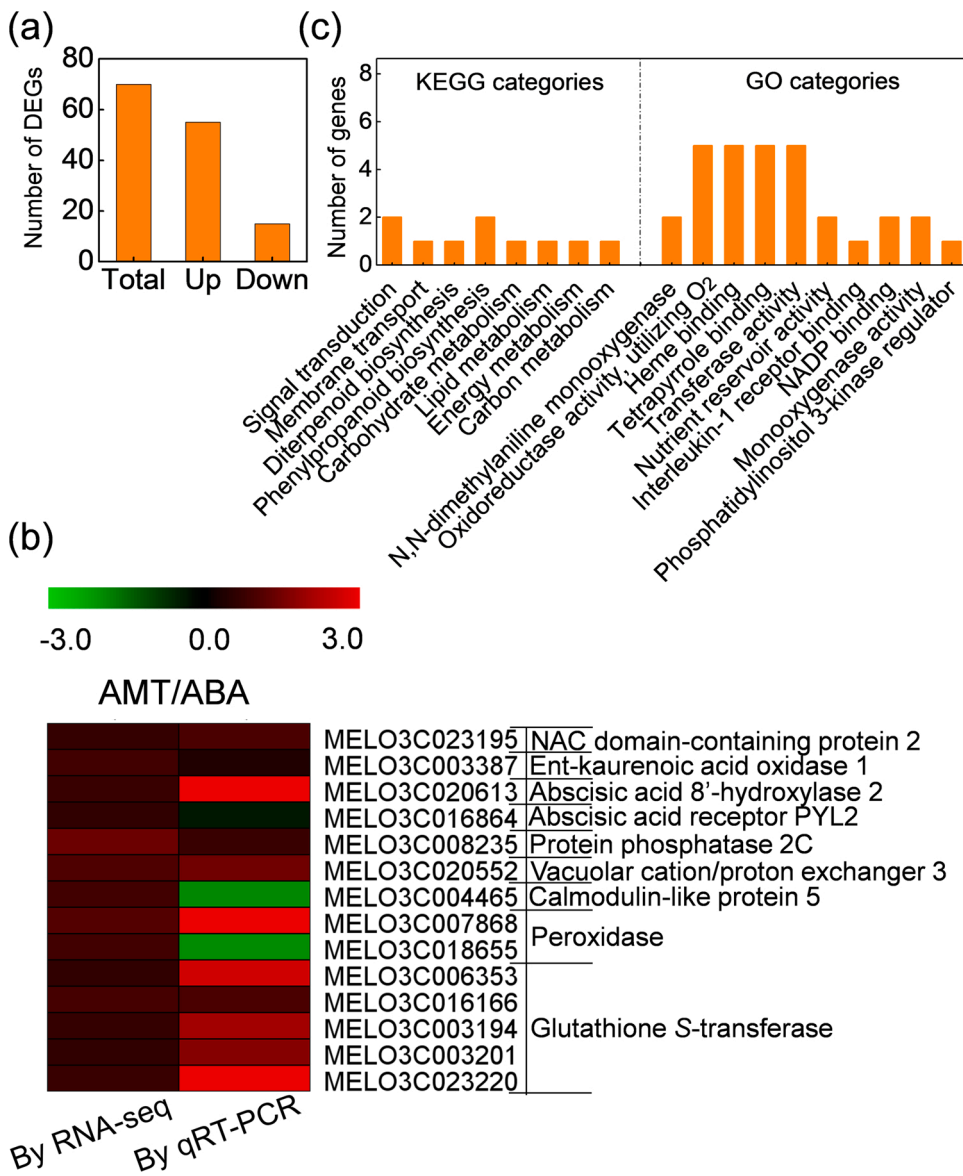 (a)
Number of DEGs
80
60
40
20
0
Total Up Down
(c)
Number of genes
8
6
4
2
0
KEGG categories
GO categories
Signal transduction
Membrane transport
Diterpenoid biosynthesis
Phenylpropanoid biosynthesis
Carbohydrate metabolism
Lipid metabolism
Energy metabolism
Carbon metabolism
N,N-dimethylaniline monooxygenase
Oxidoreductase activity, utilizing O2
Heme binding
Tetrapyrrole binding
Transferase activity
Nutrient reservoir activity
Interleukin-1 receptor binding
NADP binding
Monooxygenase activity
Phosphatidylinositol 3-kinase regulator
(b)
-3.0 0.0 3.0
AMT/ABA
MELO3C023195 NAC domain-containing protein 2
MELO3C003387 Ent-kaurenoic acid oxidase 1
MELO3C020613 Abscisic acid 8'-hydroxylase 2
MELO3C016864 Abscisic acid receptor PYL2
MELO3C008235 Protein phosphatase 2C
MELO3C020552 Vacuolar cation/proton exchanger 3
MELO3C004465 Calmodulin-like protein 5
MELO3C007868
Peroxidase
MELO3C018655
MELO3C006353
MELO3C016166
MELO3C003194 Glutathione S-transferase
MELO3C003201
MELO3C023220
By RNA-seq
By qRT-PCR